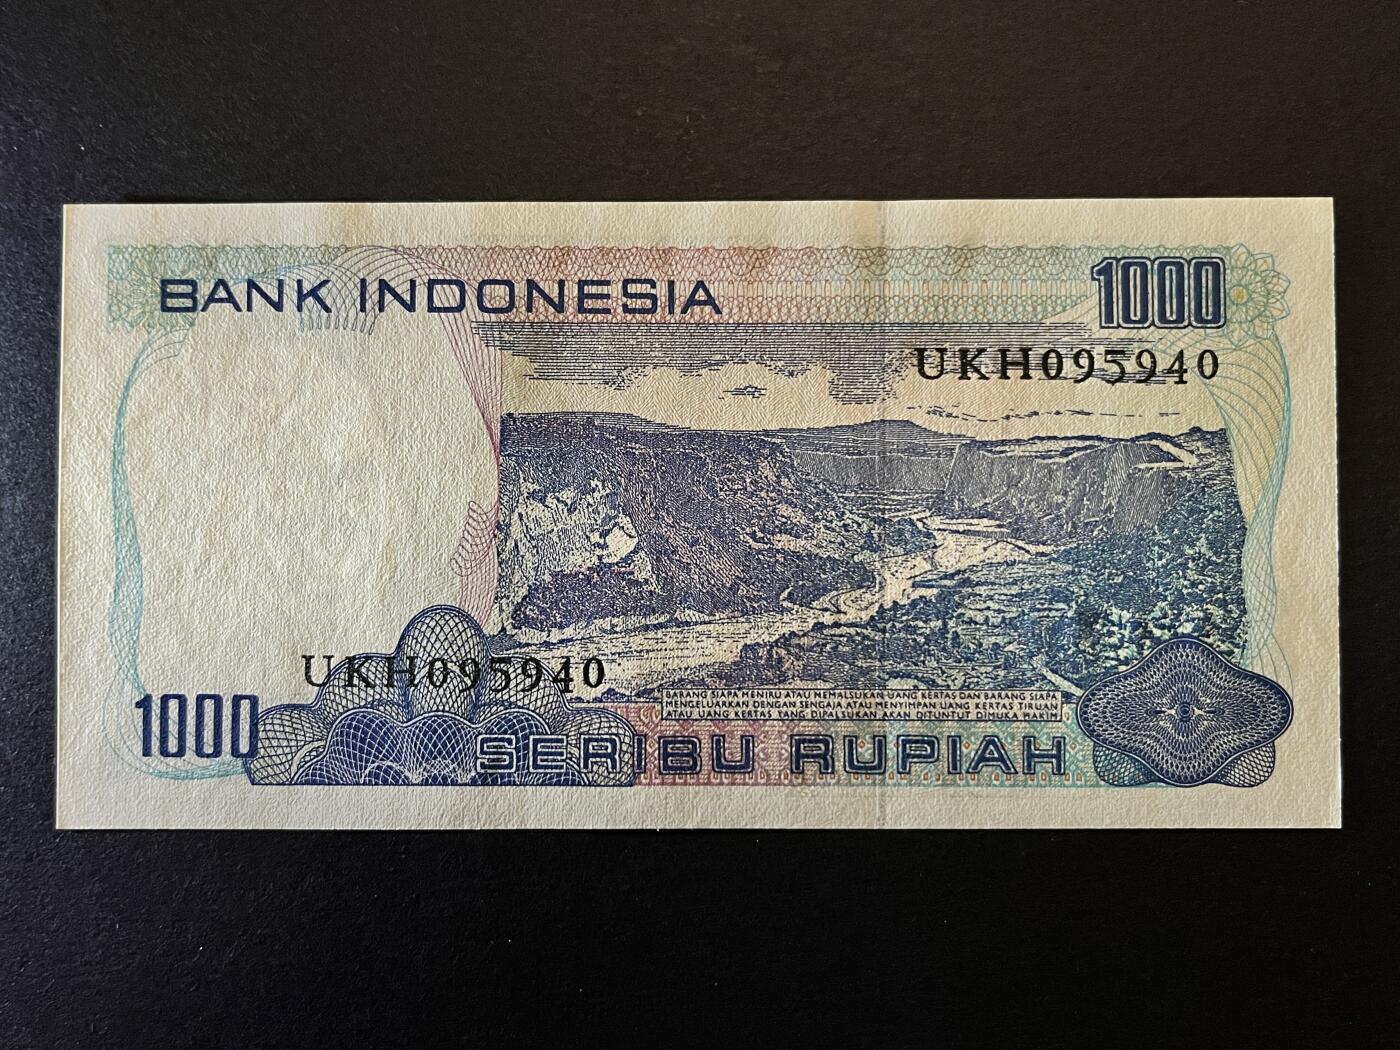 BANK INDONESIA
1000
UKH095940
UKH095940
BARANG SIAPA MENIRU ATAU MEMALSUKAN UANG KERTAS DAN BARANG SIAPA
MENGELUARKAN DENGAN SENGAJA ATAU MENYIMPAN UANG KERTAS TIRUAN
ATAU UANG KERTAS YANG DIPALSUKAN AKAN DITUNTUT DIMUKA HAKIM.
1000
SERIBU RUPIAH